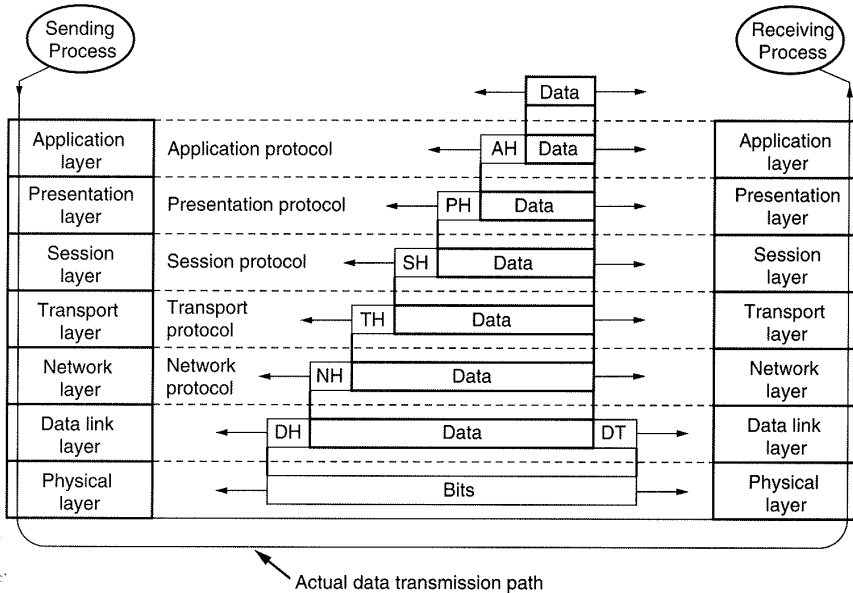 Sending
Process
Receiving
Process
Data
Application
layer
Application protocol
AH
Data
Application
layer
Presentation
layer
Presentation protocol
PH
Data
Presentation
layer
Session
layer
Session protocol
SH
Data
Session
layer
Transport
layer
Transport
protocol
TH
Data
Transport
layer
Network
layer
Network
protocol
NH
Data
Network
layer
Data link
layer
DH
Data
DT
Data link
layer
Physical
layer
Bits
Physical
layer
Actual data transmission path